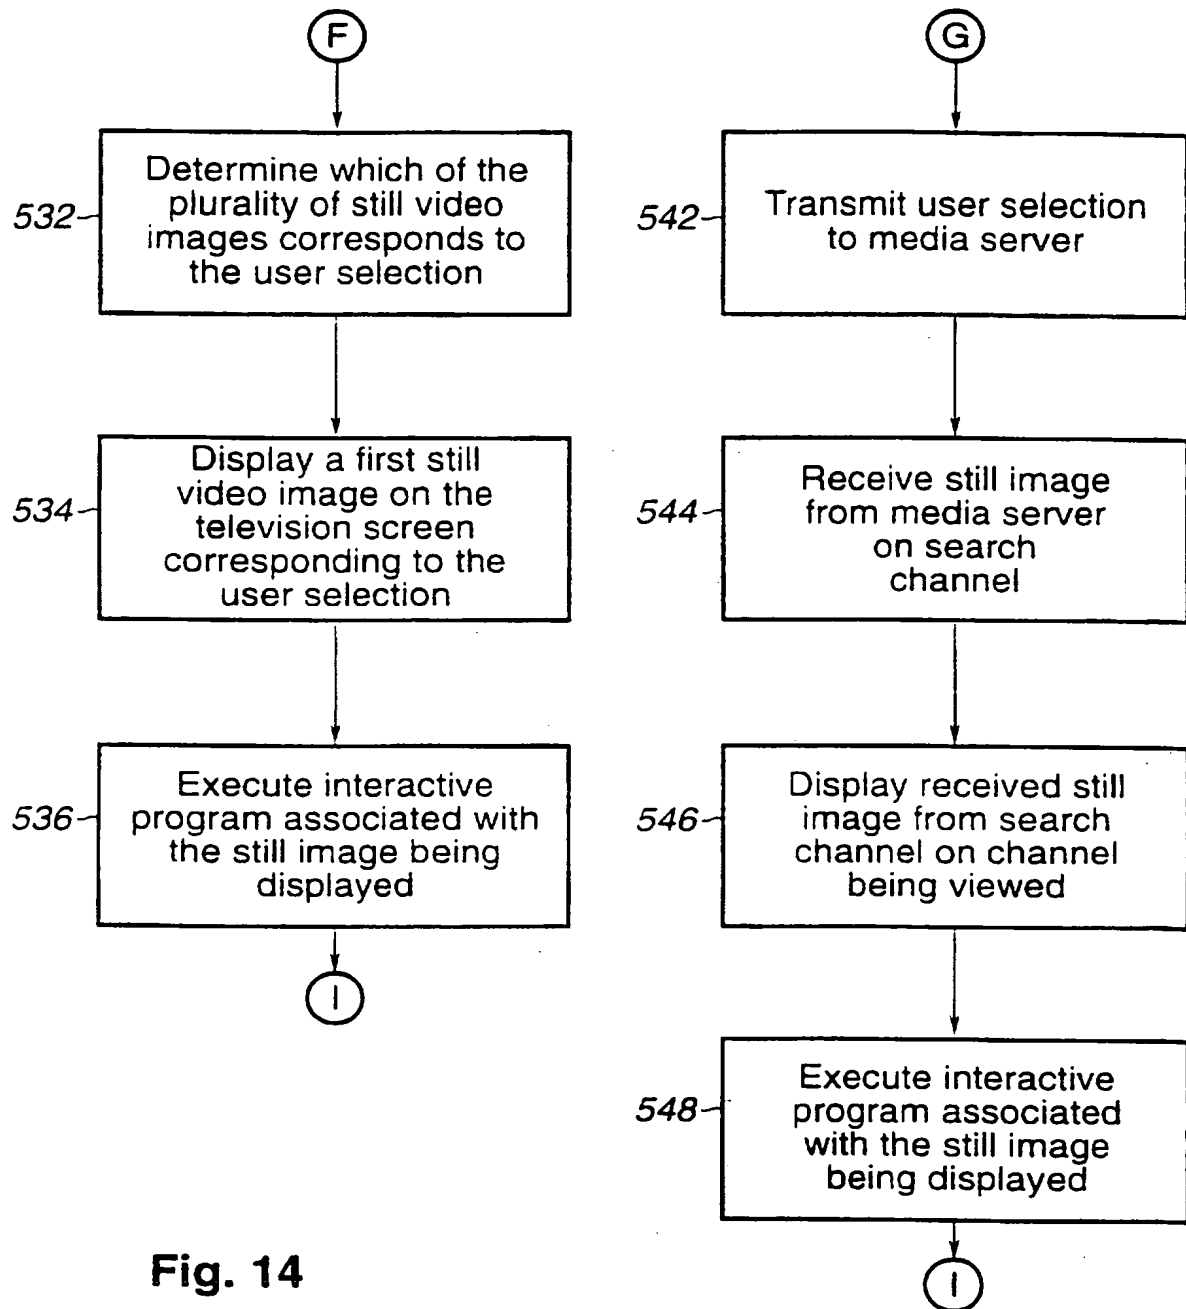 F
532
Determine which of the
plurality of still video
images corresponds to
the user selection
534
Display a first still
video image on the
television screen
corresponding to the
user selection
536
Execute interactive
program associated with
the still image being
displayed
I
G
542
Transmit user selection
to media server
544
Receive still image
from media server
on search
channel
546
Display received still
image from search
channel on channel
being viewed
548
Execute interactive
program associated
with the still image
being displayed
I
Fig. 14